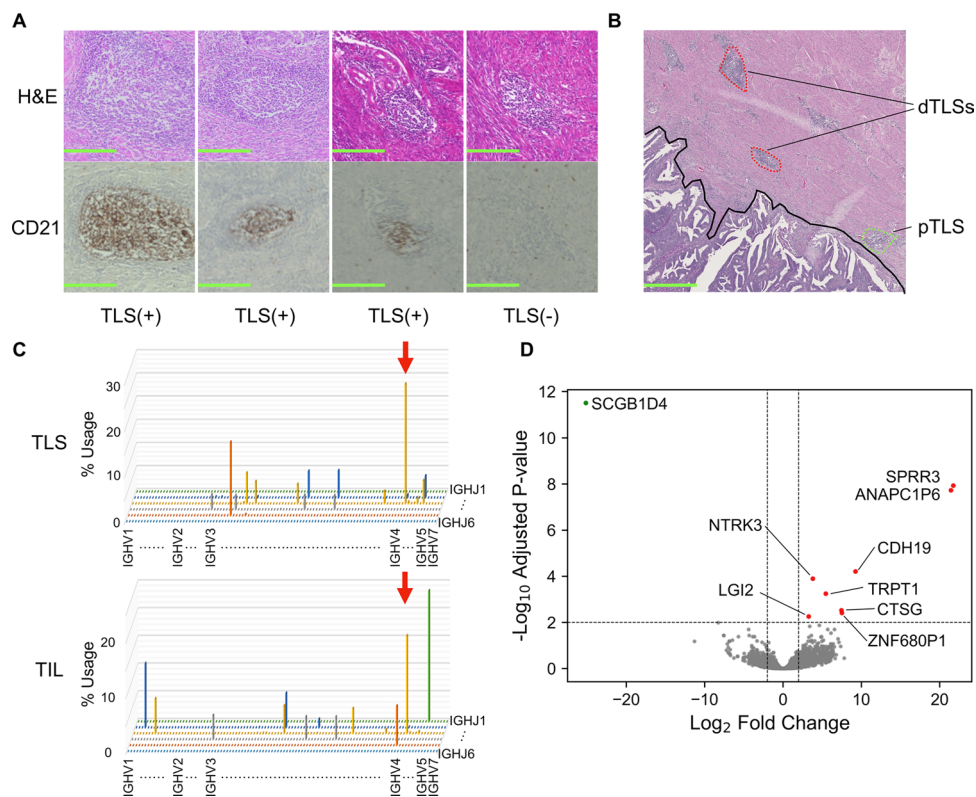 A
H&E
CD21
TLS(+)
TLS(+)
TLS(+)
TLS(-)
B
dTLSs
pTLS
C
TLS
% Usage
30
20
10
0
IGHJ1
IGHJ6
IGHV1
IGHV2
IGHV3
IGHV4
IGHV5
IGHV7
TIL
% Usage
20
10
0
IGHJ1
IGHJ6
IGHV1
IGHV2
IGHV3
IGHV4
IGHV5
IGHV7
D
-Log10 Adjusted P-value
12
10
8
6
4
2
0
SCGB1D4
SPRR3
ANAPC1P6
NTRK3
CDH19
LGI2
TRPT1
CTSG
ZNF680P1
-20
-10
0
10
20
Log2 Fold Change